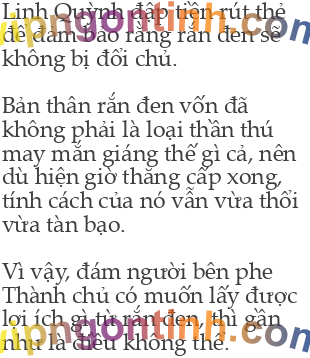 Linh Quỳnh đập tiền rút thẻ
để đảm bảo rằng rắn đen sẽ
không bị đổi chủ.
Bản thân rắn đen vốn đã
không phải là loại thần thú
may mắn giáng thế gì cả, nên
dù hiện giờ thăng cấp xong,
tính cách của nó vẫn vừa thổi
vừa tàn bạo.
Vì vậy, đám người bên phe
Thành chủ có muốn lấy được
lợi ích gì từ rắn đen, thì gần
như là điều không thể.
vipngontinh.com
vipngontinh.com